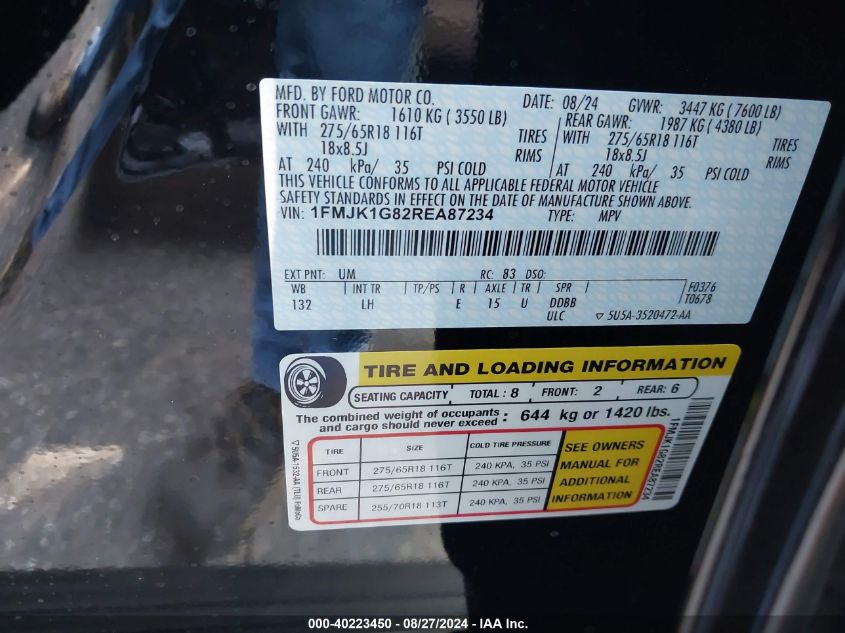 MFD. BY FORD MOTOR CO. DATE: 08/24 GVWR: 3447 KG (7600 LB)
FRONT GAWR: 1610 KG (3550 LB) REAR GAWR: 1987 KG (4380 LB)
WITH 275/65R18 116T TIRES WITH 275/65R18 116T TIRES
18x8.5J RIMS 18x8.5J RIMS
AT 240 kPa/ 35 PSI COLD AT 240 kPa/ 35 PSI COLD
THIS VEHICLE CONFORMS TO ALL APPLICABLE FEDERAL MOTOR VEHICLE
SAFETY STANDARDS IN EFFECT ON THE DATE OF MANUFACTURE SHOWN ABOVE.
VIN: 1FMJK1G82REA87234 TYPE: MPV
EXT PNT: UM RC: 83 DSO: F0376
WB INT TR TP/PS R AXLE TR SPR T0678
132 LH E 15 U DDBB
ULC ▽ 5U5A-3520472-AA
TIRE AND LOADING INFORMATION
SEATING CAPACITY TOTAL : 8 FRONT: 2 REAR: 6
The combined weight of occupants and cargo should never exceed : 644 kg or 1420 lbs.
TIRE SIZE COLD TIRE PRESSURE
FRONT 275/65R18 116T 240 KPA, 35 PSI
REAR 275/65R18 116T 240 KPA, 35 PSI
SPARE 255/70R18 113T 240 KPA, 35 PSI
SEE OWNERS
MANUAL FOR
ADDITIONAL
INFORMATION
1FMJK1G82REA87234
000-40223450 - 08/27/2024 - IAA Inc.